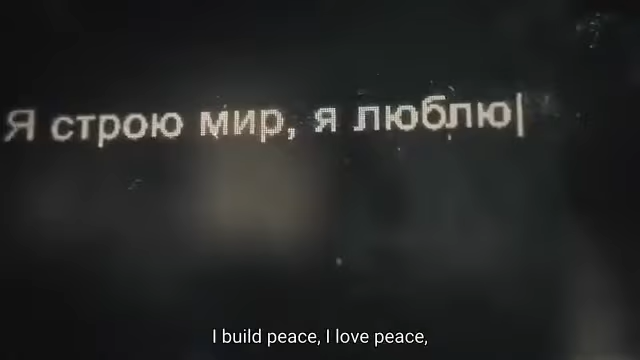 Я строю мир, я люблю|
I build peace, I love peace,